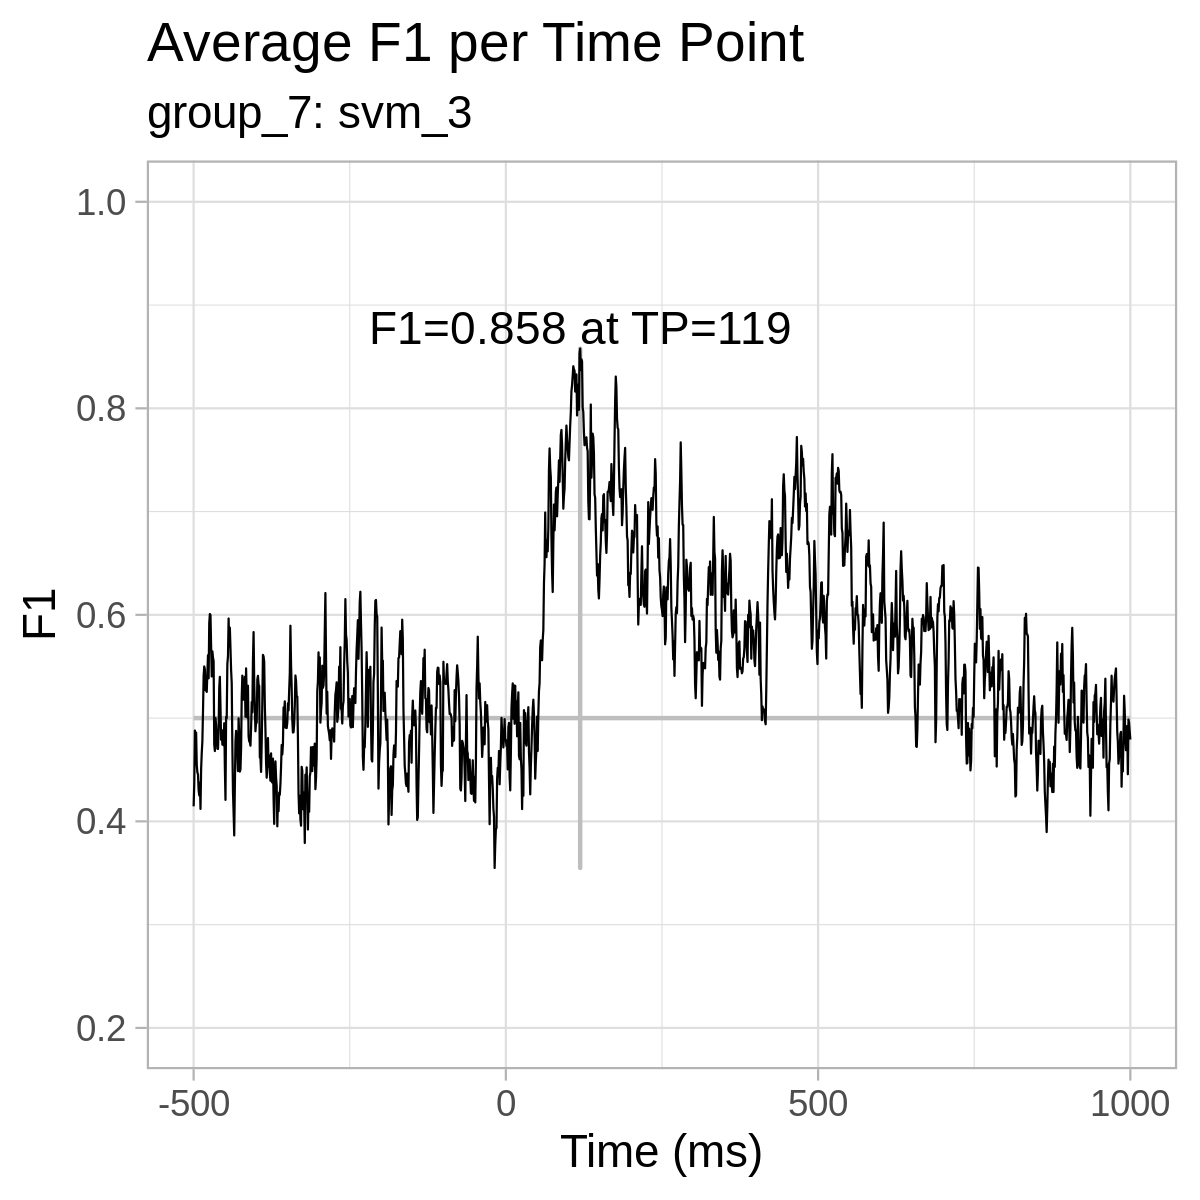 Average F1 per Time Point
group_7: svm_3
F1=0.858 at TP=119
F1
1.0
0.8
0.6
0.4
0.2
-500 0 500 1000
Time (ms)